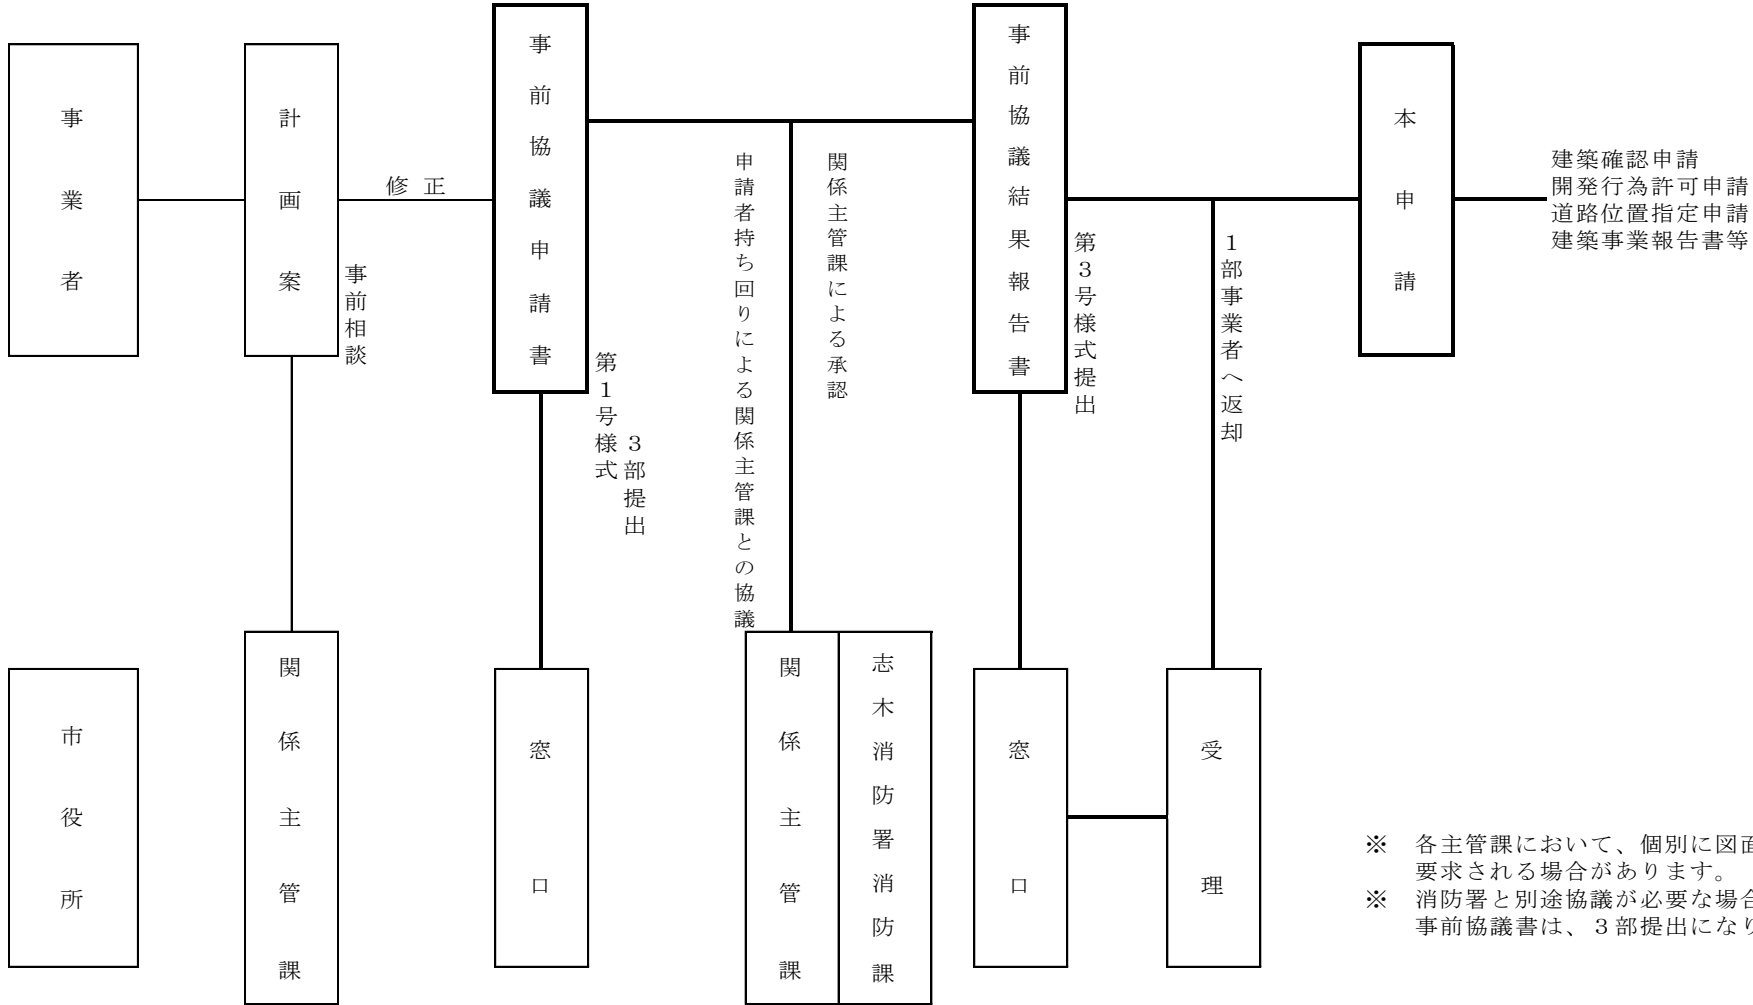 事業者
計画案
修正
事前相談
事前協議申請書
第１号様式
３部提出
申請者持ち回りによる関係主管課との協議
関係主管課による承認
事前協議結果報告書
第３号様式提出
１部事業者へ返却
本申請
建築確認申請
開発行為許可申請
道路位置指定申請
建築事業報告書等
市役所
関係主管課
窓口
関係主管課
志木消防署消防課
窓口
受理
※　各主管課において、個別に図面
要求される場合があります。
※　消防署と別途協議が必要な場合
事前協議書は、３部提出にな